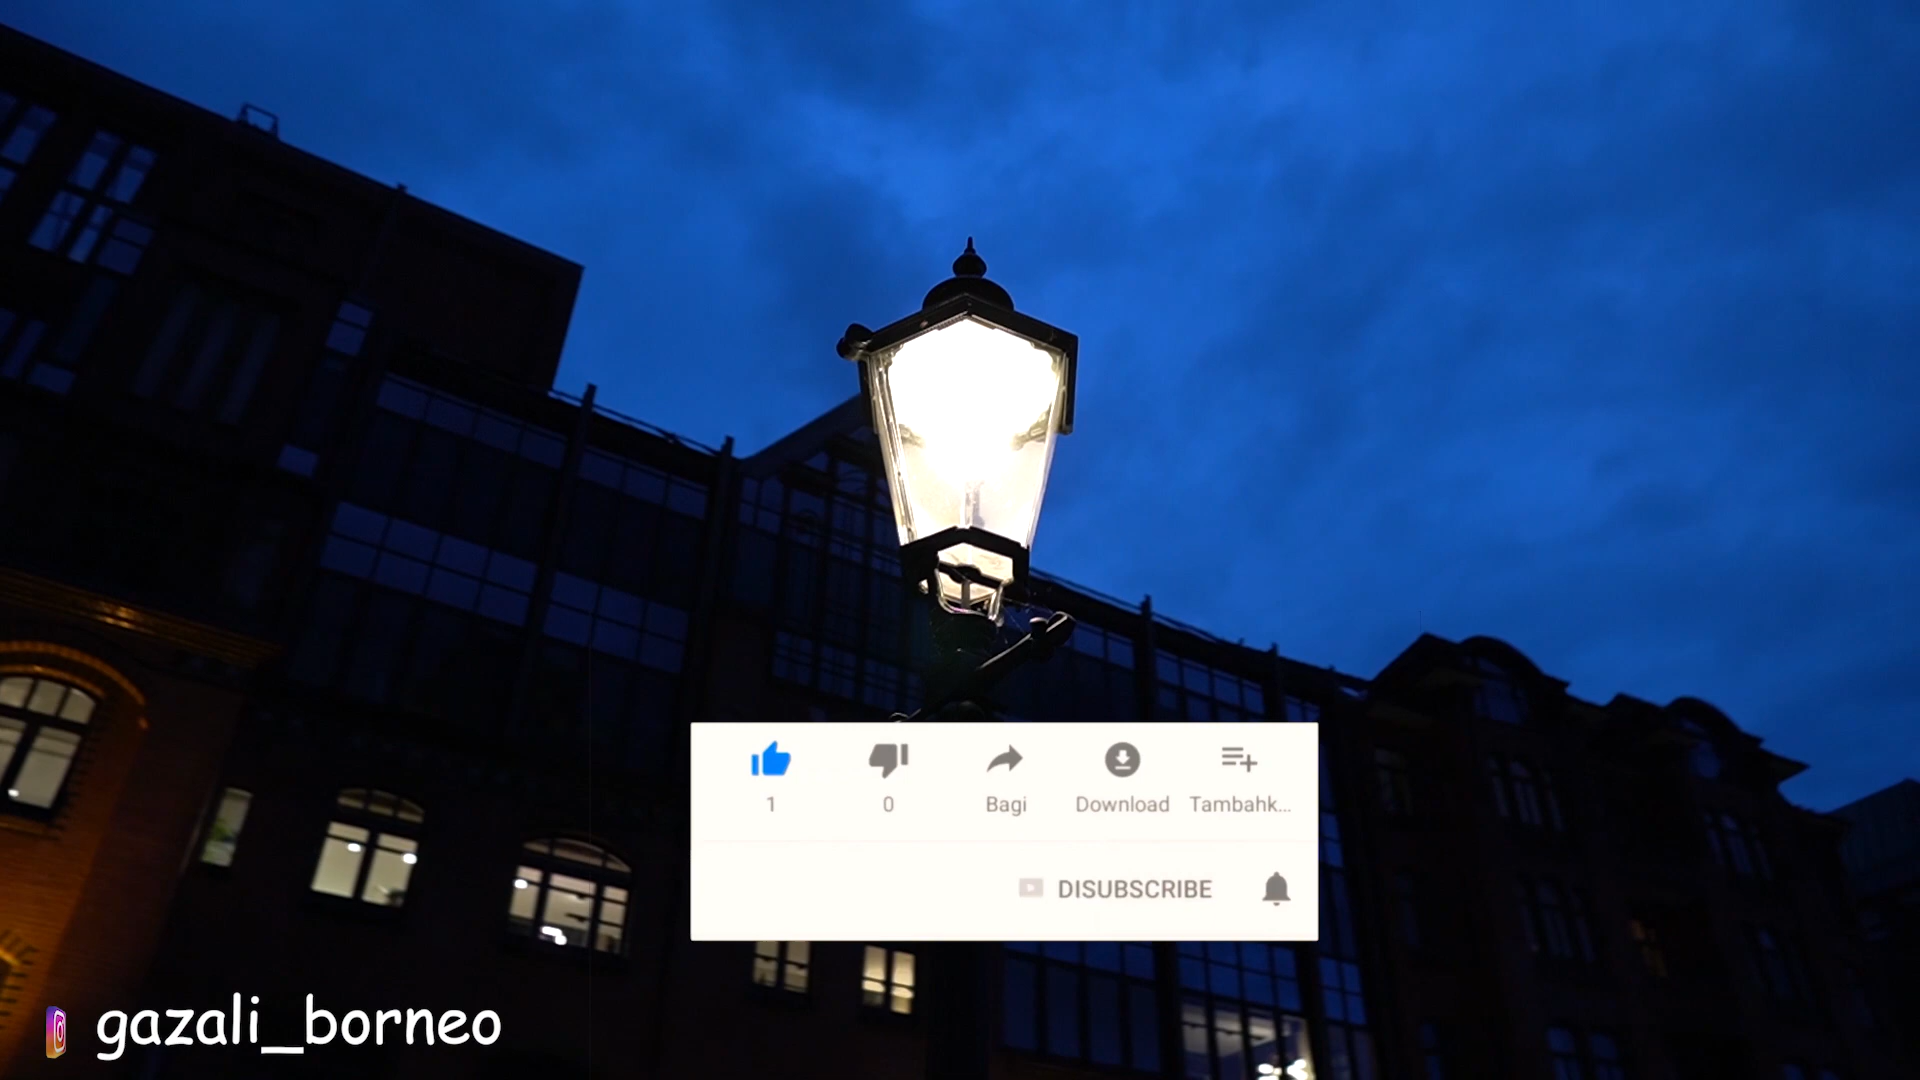 1
0
Bagi
Download
Tambahk...
DISUBSCRIBE
gazali_borneo